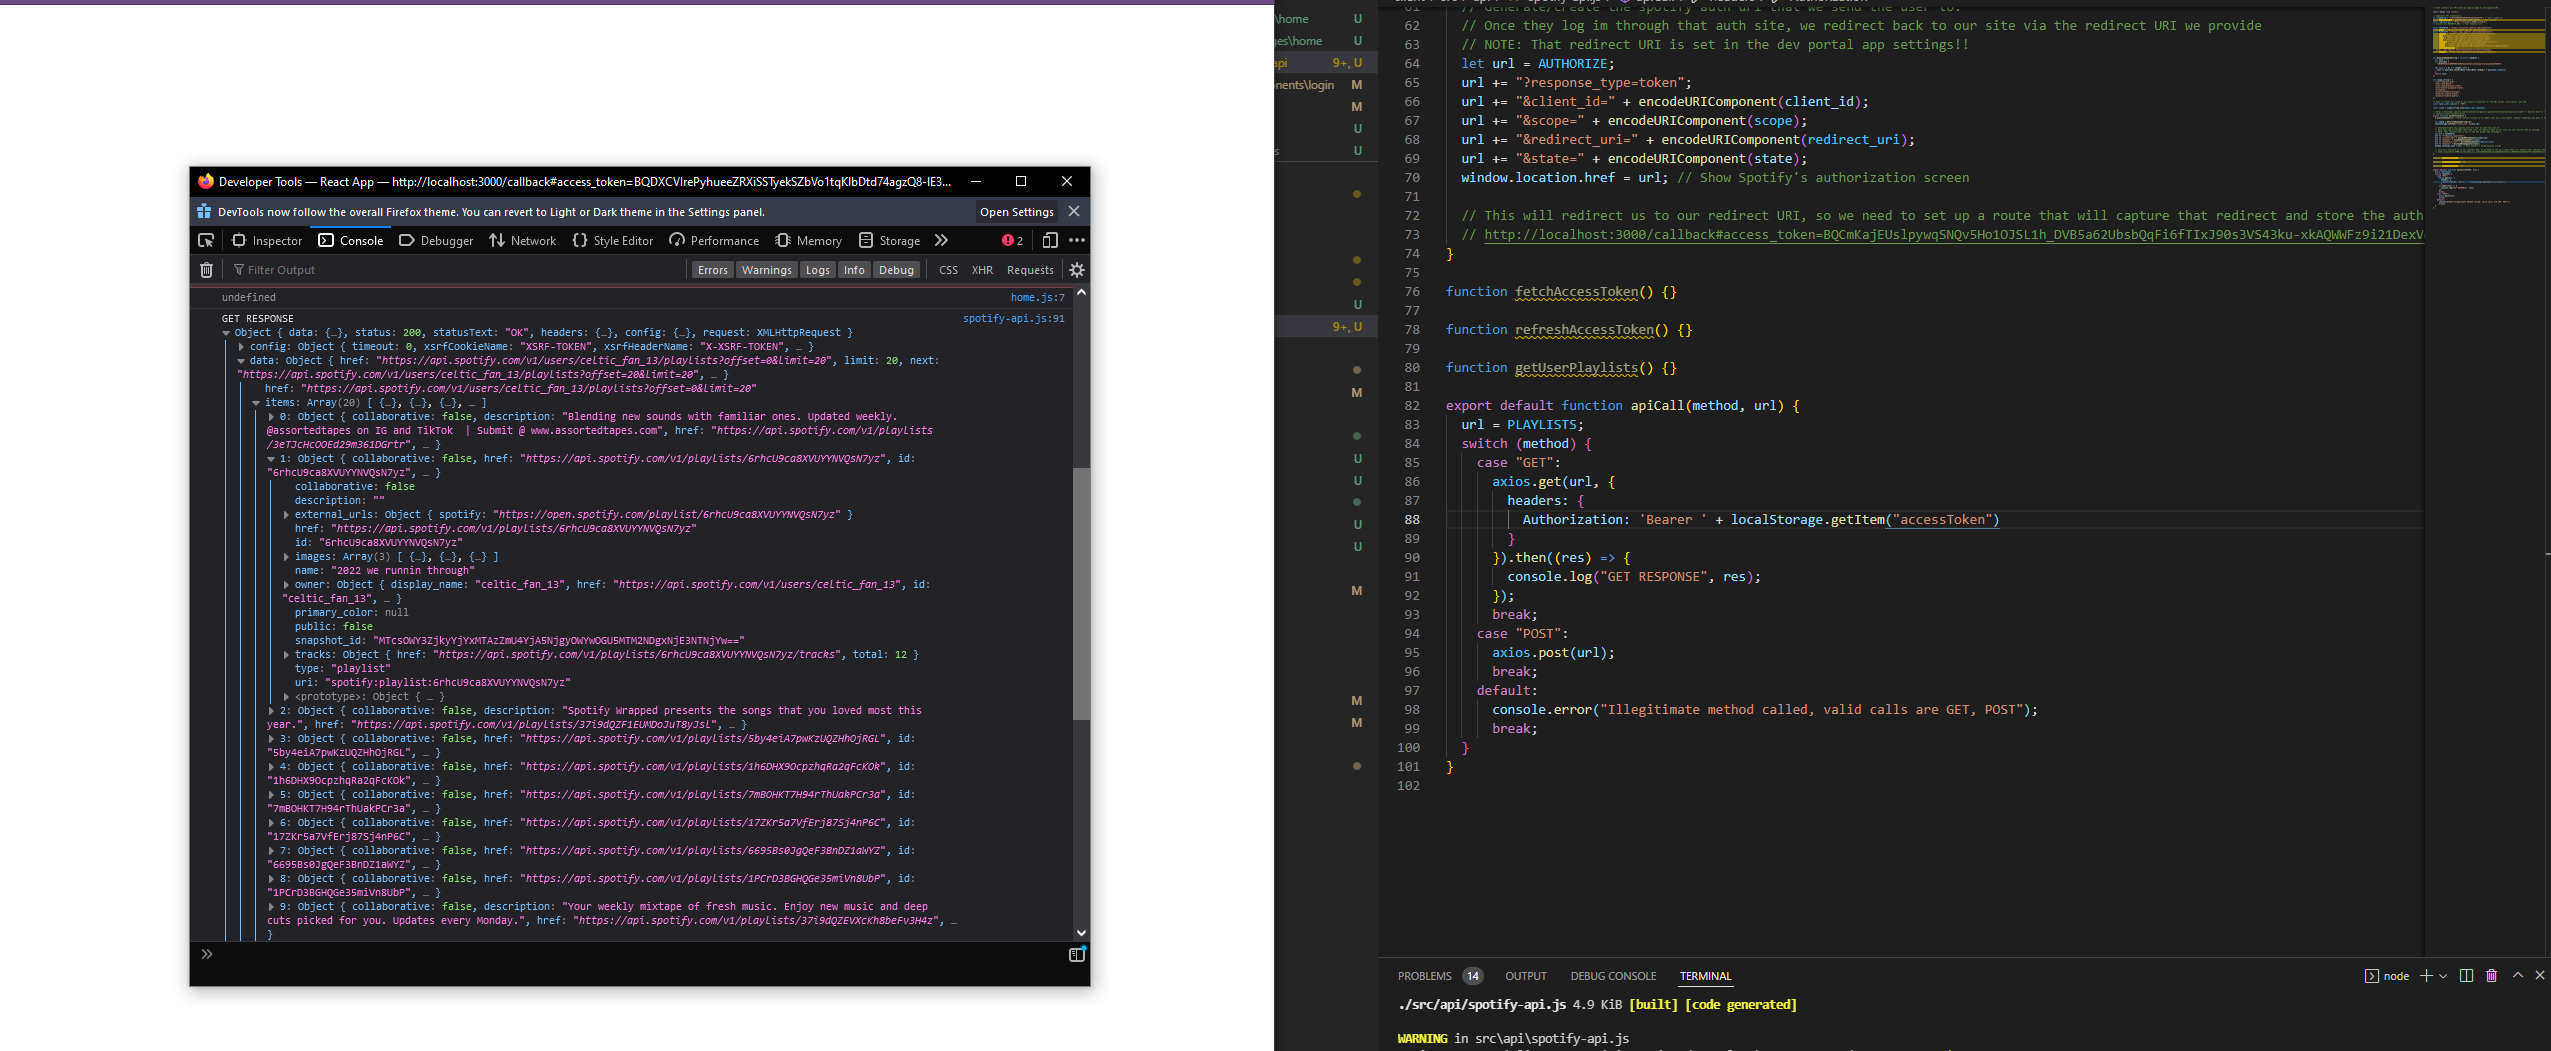 Developer Tools — React App — http://localhost:3000/callback#access_token=BQDXCVlrePyhueeZRXiSSTyekSZbVo1tqKlbDtd74agzQ8-IE3...
DevTools now follow the overall Firefox theme. You can revert to Light or Dark theme in the Settings panel.
Open Settings
Inspector Console Debugger Network Style Editor Performance Memory Storage 2
Filter Output
Errors Warnings Logs Info Debug CSS XHR Requests
undefined home.js:7
GET RESPONSE spotify-api.js:91
Object { data: {…}, status: 200, statusText: "OK", headers: {…}, config: {…}, request: XMLHttpRequest }
config: Object { timeout: 0, xsrfCookieName: "XSRF-TOKEN", xsrfHeaderName: "X-XSRF-TOKEN", … }
data: Object { href: "https://api.spotify.com/v1/users/celtic_fan_13/playlists?offset=0&limit=20", limit: 20, next:
"https://api.spotify.com/v1/users/celtic_fan_13/playlists?offset=20&limit=20", … }
href: "https://api.spotify.com/v1/users/celtic_fan_13/playlists?offset=0&limit=20"
items: Array(20) [ {…}, {…}, {…}, … ]
0: Object { collaborative: false, description: "Blending new sounds with familiar ones. Updated weekly.
@assortedtapes on IG and TikTok | Submit @ www.assortedtapes.com", href: "https://api.spotify.com/v1/playlists
/3eTJcHcOOEd29m361DGrtr", … }
1: Object { collaborative: false, href: "https://api.spotify.com/v1/playlists/6rhcU9ca8XVUYYNVQsN7yz", id:
"6rhcU9ca8XVUYYNVQsN7yz", … }
collaborative: false
description: ""
external_urls: Object { spotify: "https://open.spotify.com/playlist/6rhcU9ca8XVUYYNVQsN7yz" }
href: "https://api.spotify.com/v1/playlists/6rhcU9ca8XVUYYNVQsN7yz"
id: "6rhcU9ca8XVUYYNVQsN7yz"
images: Array(3) [ {…}, {…}, {…} ]
name: "2022 we runnin through"
owner: Object { display_name: "celtic_fan_13", href: "https://api.spotify.com/v1/users/celtic_fan_13", id:
"celtic_fan_13", … }
primary_color: null
public: false
snapshot_id: "MTcsOWY3ZjkyYjYxMTAzZmU4YjA5NjgyOWYwOGU5MTM2NDgxNjE3NTNjYw=="
tracks: Object { href: "https://api.spotify.com/v1/playlists/6rhcU9ca8XVUYYNVQsN7yz/tracks", total: 12 }
type: "playlist"
uri: "spotify:playlist:6rhcU9ca8XVUYYNVQsN7yz"
<prototype>: Object { … }
2: Object { collaborative: false, description: "Spotify Wrapped presents the songs that you loved most this
year.", href: "https://api.spotify.com/v1/playlists/37i9dQZF1EUMDoJuT8yJsl", … }
3: Object { collaborative: false, href: "https://api.spotify.com/v1/playlists/5by4eiA7pwKzUQZHhOjRGL", id:
"5by4eiA7pwKzUQZHhOjRGL", … }
4: Object { collaborative: false, href: "https://api.spotify.com/v1/playlists/1h6DHX9OcpzhqRa2qFcKOk", id:
"1h6DHX9OcpzhqRa2qFcKOk", … }
5: Object { collaborative: false, href: "https://api.spotify.com/v1/playlists/7mBOHKT7H94rThUakPCr3a", id:
"7mBOHKT7H94rThUakPCr3a", … }
6: Object { collaborative: false, href: "https://api.spotify.com/v1/playlists/17ZKr5a7VfErj87Sj4nP6C", id:
"17ZKr5a7VfErj87Sj4nP6C", … }
7: Object { collaborative: false, href: "https://api.spotify.com/v1/playlists/6695Bs0JgQeF3BnDZ1aWYZ", id:
"6695Bs0JgQeF3BnDZ1aWYZ", … }
8: Object { collaborative: false, href: "https://api.spotify.com/v1/playlists/1PCrD3BGHQGe35miVn8UbP", id:
"1PCrD3BGHQGe35miVn8UbP", … }
9: Object { collaborative: false, description: "Your weekly mixtape of fresh music. Enjoy new music and deep
cuts picked for you. Updates every Monday.", href: "https://api.spotify.com/v1/playlists/37i9dQZEVXcKh8beFv3H4z", …
}
\home U
ges\home U
api 9+, U
nents\login M
M
U
s U
U
9+, U
M
U
U
U
U
M
M
M
61 // Generate/create the spotify auth url that we send the user to.
62 // Once they log im through that auth site, we redirect back to our site via the redirect URI we provide
63 // NOTE: That redirect URI is set in the dev portal app settings!!
64 let url = AUTHORIZE;
65 url += "?response_type=token";
66 url += "&client_id=" + encodeURIComponent(client_id);
67 url += "&scope=" + encodeURIComponent(scope);
68 url += "&redirect_uri=" + encodeURIComponent(redirect_uri);
69 url += "&state=" + encodeURIComponent(state);
70 window.location.href = url; // Show Spotify's authorization screen
71
72 // This will redirect us to our redirect URI, so we need to set up a route that will capture that redirect and store the auth
73 // http://localhost:3000/callback#access_token=BQCmKajEUslpywqSNQv5Ho1OJSL1h_DVB5a62UbsbQqFi6fTIxJ90s3VS43ku-xkAQWWFz9i21DexV
74 }
75
76 function fetchAccessToken() {}
77
78 function refreshAccessToken() {}
79
80 function getUserPlaylists() {}
81
82 export default function apiCall(method, url) {
83 url = PLAYLISTS;
84 switch (method) {
85 case "GET":
86 axios.get(url, {
87 headers: {
88 Authorization: 'Bearer ' + localStorage.getItem("accessToken")
89 }
90 }).then((res) => {
91 console.log("GET RESPONSE", res);
92 });
93 break;
94 case "POST":
95 axios.post(url);
96 break;
97 default:
98 console.error("Illegitimate method called, valid calls are GET, POST");
99 break;
100 }
101 }
102
PROBLEMS 14 OUTPUT DEBUG CONSOLE TERMINAL node
./src/api/spotify-api.js 4.9 KiB [built] [code generated]
WARNING in src\api\spotify-api.js